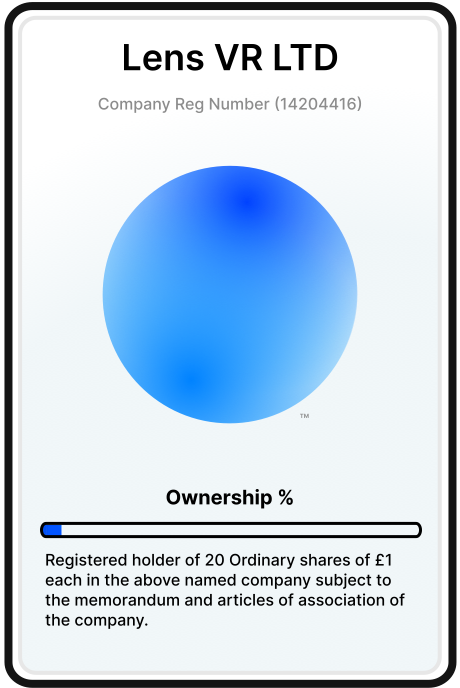 Lens VR LTD
Company Reg Number (14204416)
™
Ownership %
Registered holder of 20 Ordinary shares of £1
each in the above named company subject to
the memorandum and articles of association of
the company.